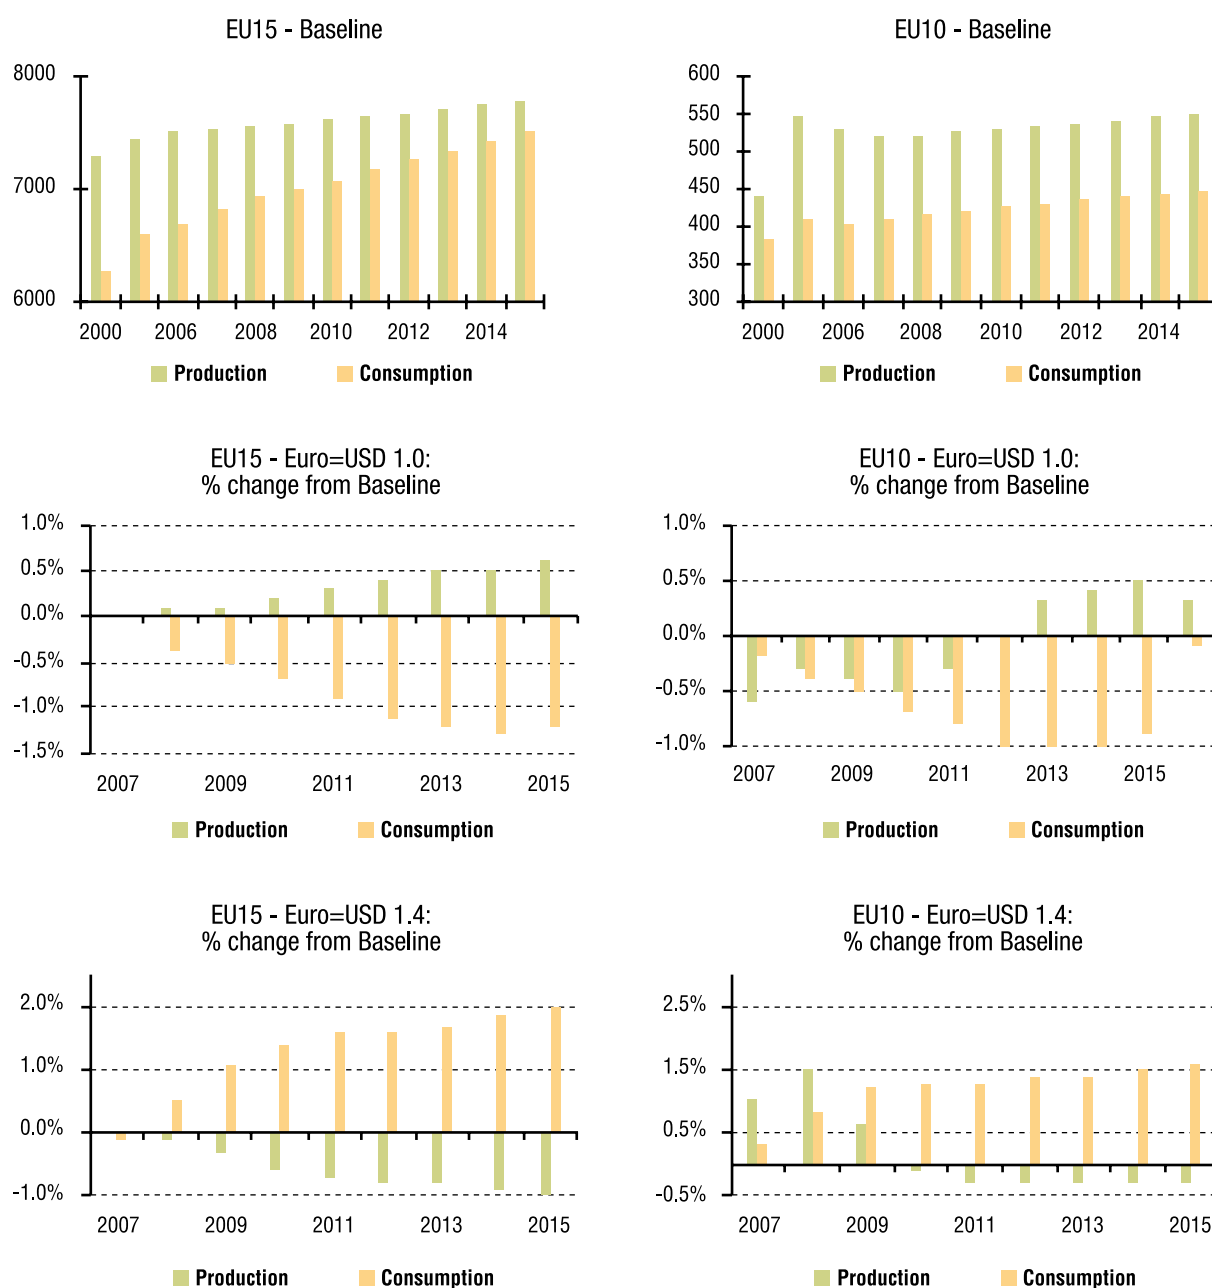 EU15 - Baseline
8000
7000
6000
2000 2006 2008 2010 2012 2014
Production Consumption
EU10 - Baseline
600
550
500
450
400
350
300
2000 2006 2008 2010 2012 2014
Production Consumption
EU15 - Euro=USD 1.0:
% change from Baseline
1.0%
0.5%
0.0%
-0.5%
-1.0%
-1.5%
2007 2009 2011 2013 2015
Production Consumption
EU10 - Euro=USD 1.0:
% change from Baseline
1.0%
0.5%
0.0%
-0.5%
-1.0%
2007 2009 2011 2013 2015
Production Consumption
EU15 - Euro=USD 1.4:
% change from Baseline
2.0%
1.0%
0.0%
-1.0%
2007 2009 2011 2013 2015
Production Consumption
EU10 - Euro=USD 1.4:
% change from Baseline
2.5%
1.5%
0.5%
-0.5%
2007 2009 2011 2013 2015
Production Consumption